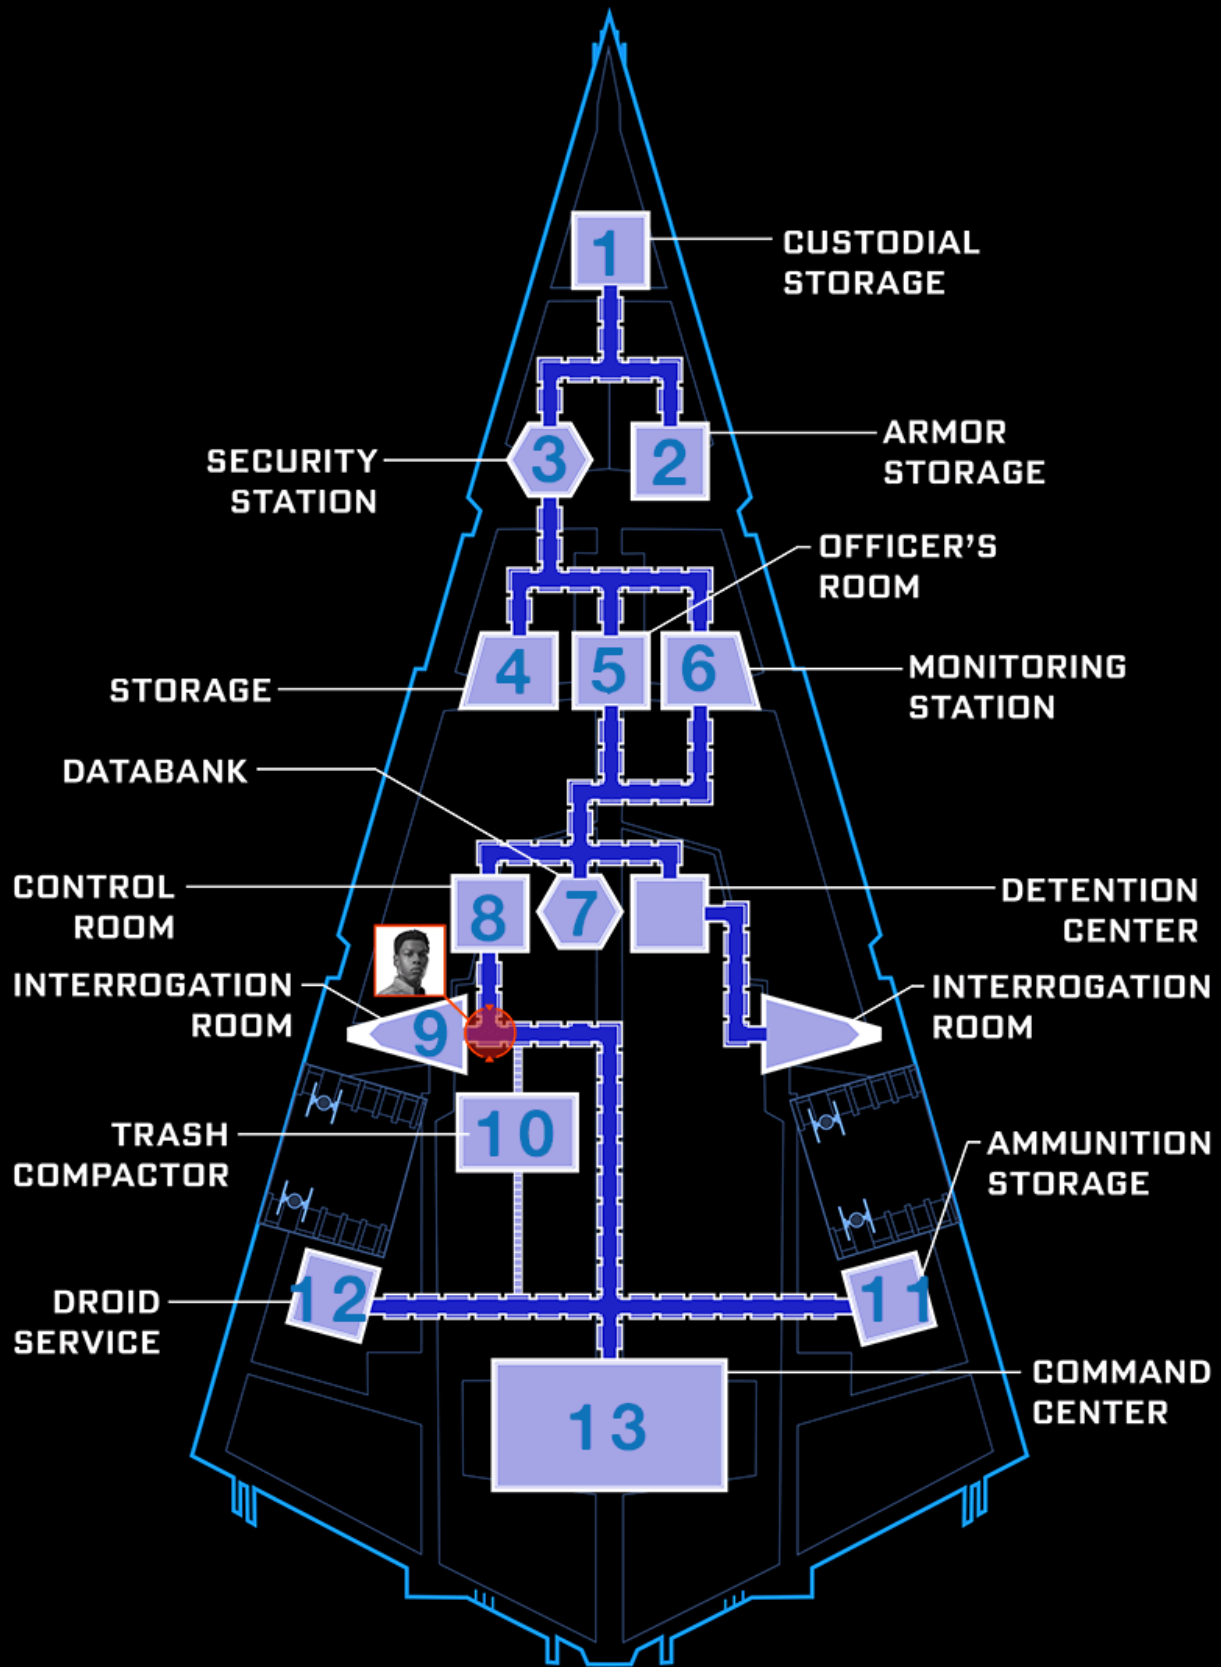 1
CUSTODIAL
STORAGE
SECURITY
STATION
3
2
ARMOR
STORAGE
OFFICER'S
ROOM
STORAGE
4
5
6
MONITORING
STATION
DATABANK
CONTROL
ROOM
8
7
DETENTION
CENTER
INTERROGATION
ROOM
9
INTERROGATION
ROOM
TRASH
COMPACTOR
10
AMMUNITION
STORAGE
DROID
SERVICE
12
11
COMMAND
CENTER
13